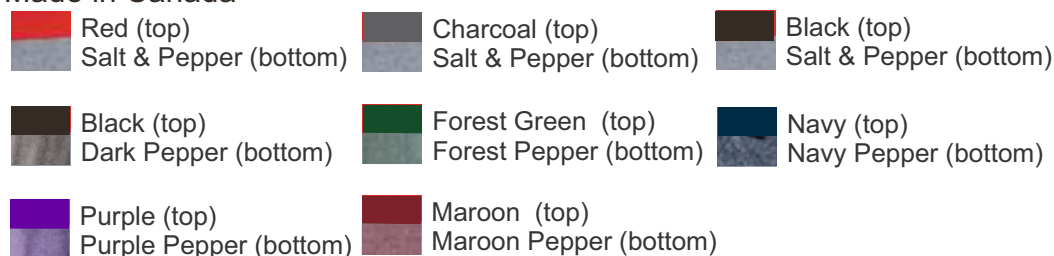 Made in Canada
Red (top)
Salt & Pepper (bottom)
Charcoal (top)
Salt & Pepper (bottom)
Black (top)
Salt & Pepper (bottom)
Black (top)
Dark Pepper (bottom)
Forest Green (top)
Forest Pepper (bottom)
Navy (top)
Navy Pepper (bottom)
Purple (top)
Purple Pepper (bottom)
Maroon (top)
Maroon Pepper (bottom)